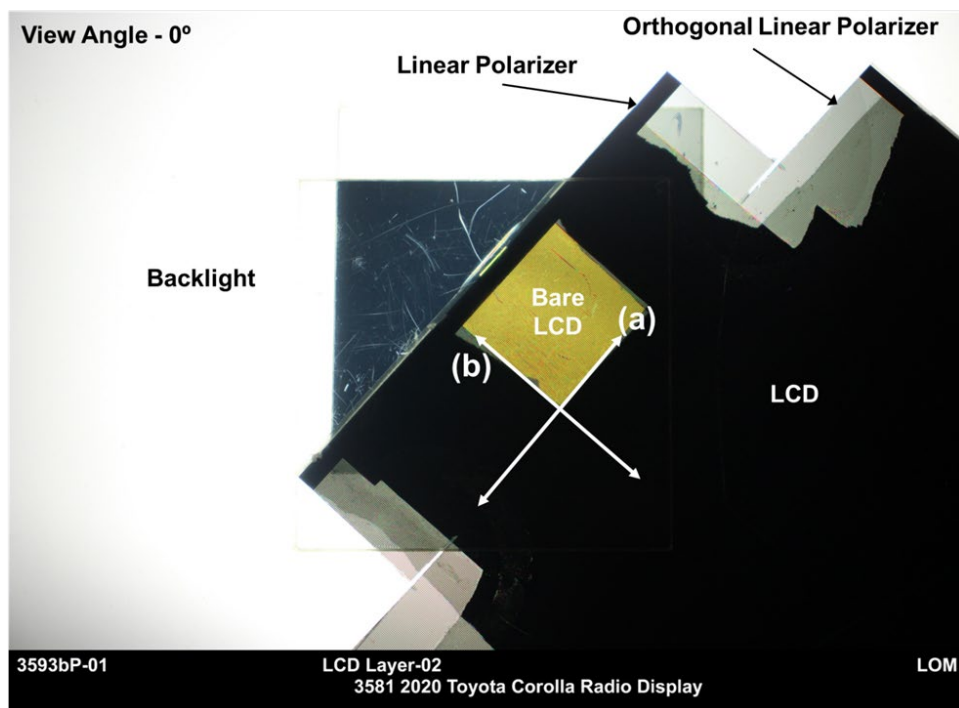 View Angle - 0º
Orthogonal Linear Polarizer
Linear Polarizer
Backlight
Bare
LCD
(a)
(b)
LCD
3593bP-01
LCD Layer-02
LOM
3581 2020 Toyota Corolla Radio Display